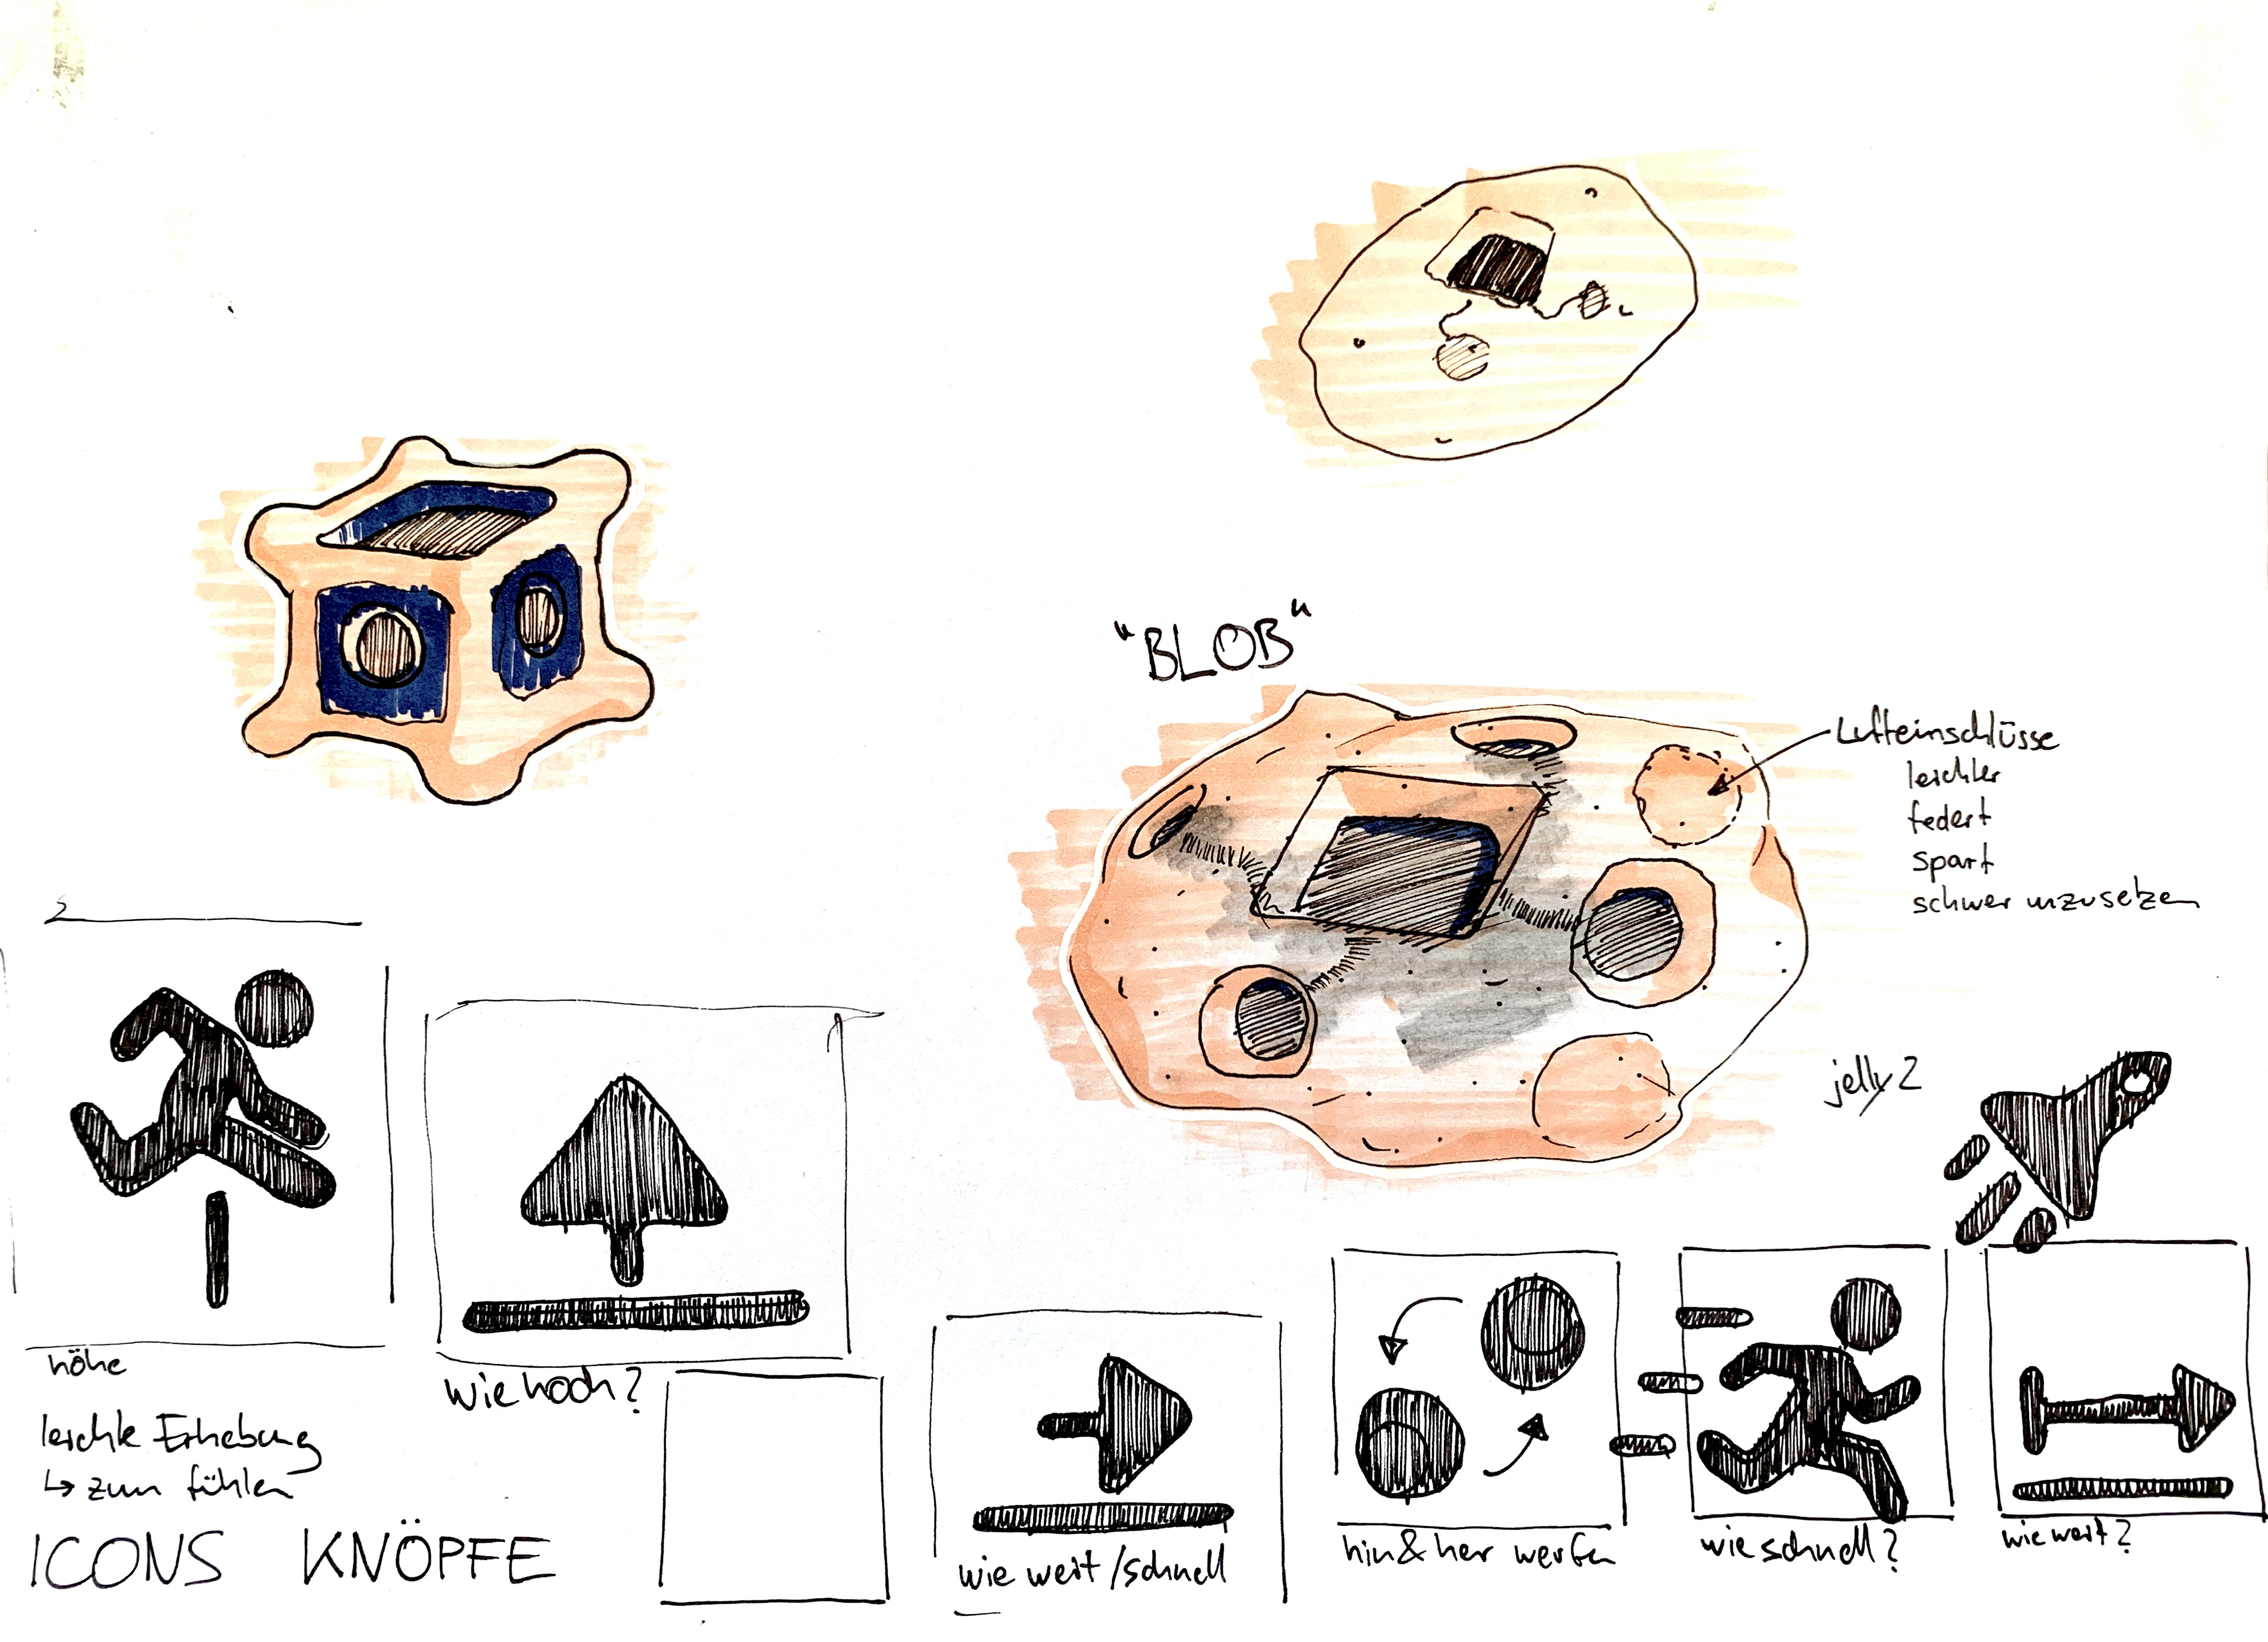 "BLOB"
Lufteinschlüsse
leichter
federt
spart
schwer umzusetzen
jelly 2
höhe
wie hoch?
leichte Erhebung
↳ zum fühlen
ICONS KNÖPFE
wie weit/schnell
hin & her werfen
wie schnell?
wie weit?